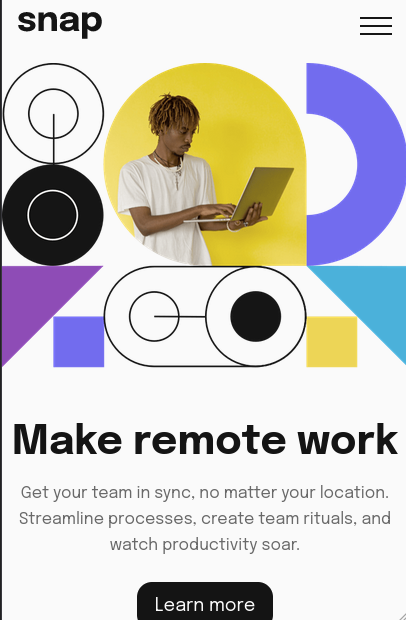 snap
Make remote work
Get your team in sync, no matter your location.
Streamline processes, create team rituals, and
watch productivity soar.
Learn more